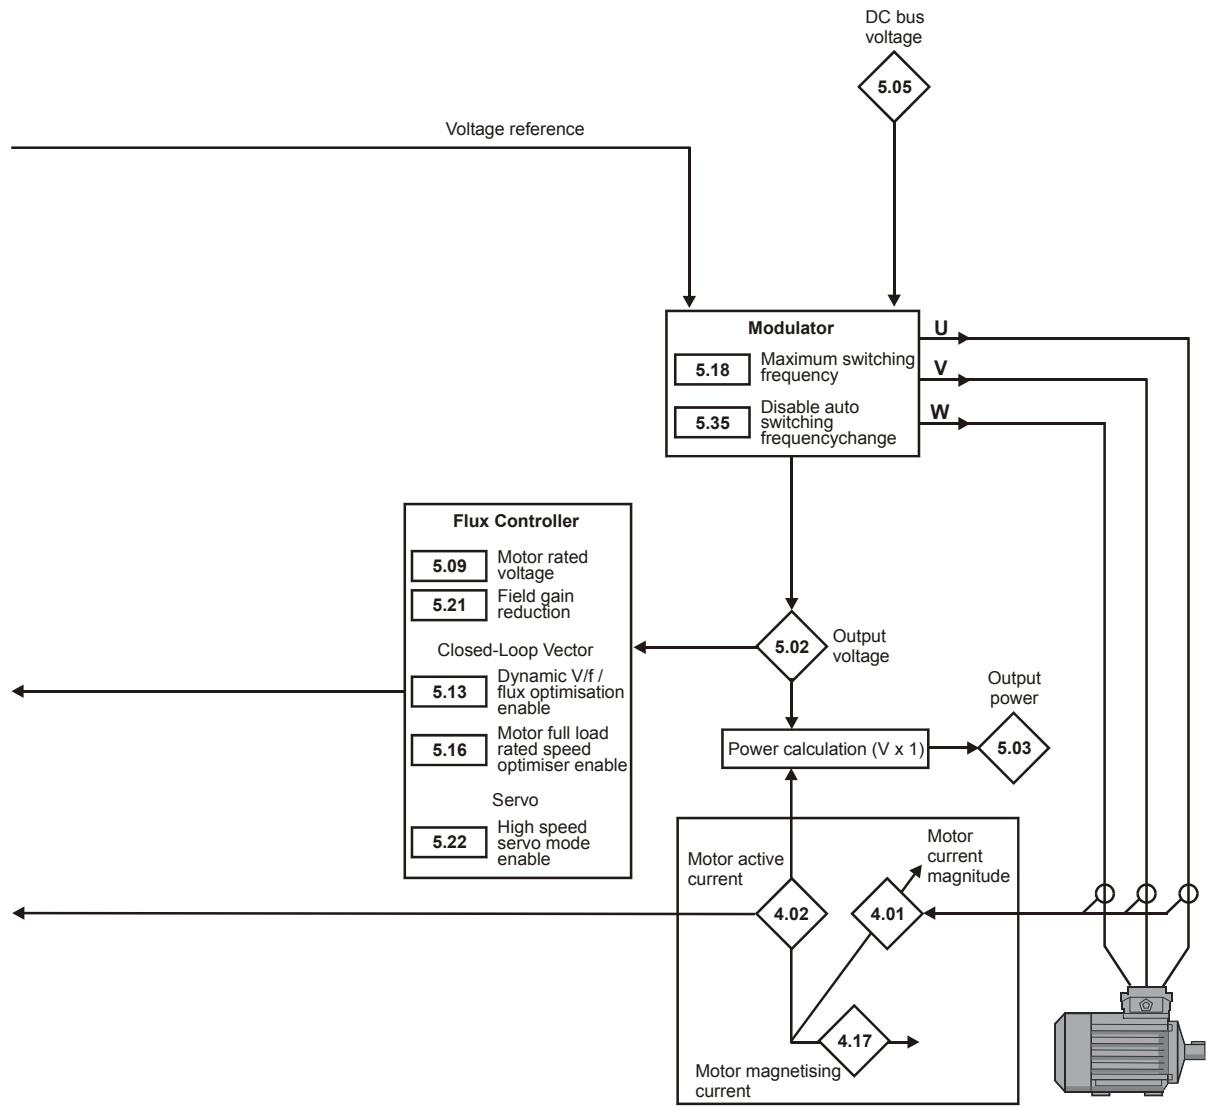 DC bus
voltage
5.05
Voltage reference
Modulator
5.18
Maximum switching
frequency
5.35
Disable auto
switching
frequencychange
U
V
W
Flux Controller
5.09
Motor rated
voltage
5.21
Field gain
reduction
Closed-Loop Vector
5.13
Dynamic V/f /
flux optimisation
enable
5.16
Motor full load
rated speed
optimiser enable
Servo
5.22
High speed
servo mode
enable
5.02
Output
voltage
Power calculation (V x 1)
Output
power
5.03
Motor active
current
4.02
Motor
current
magnitude
4.01
4.17
Motor magnetising
current